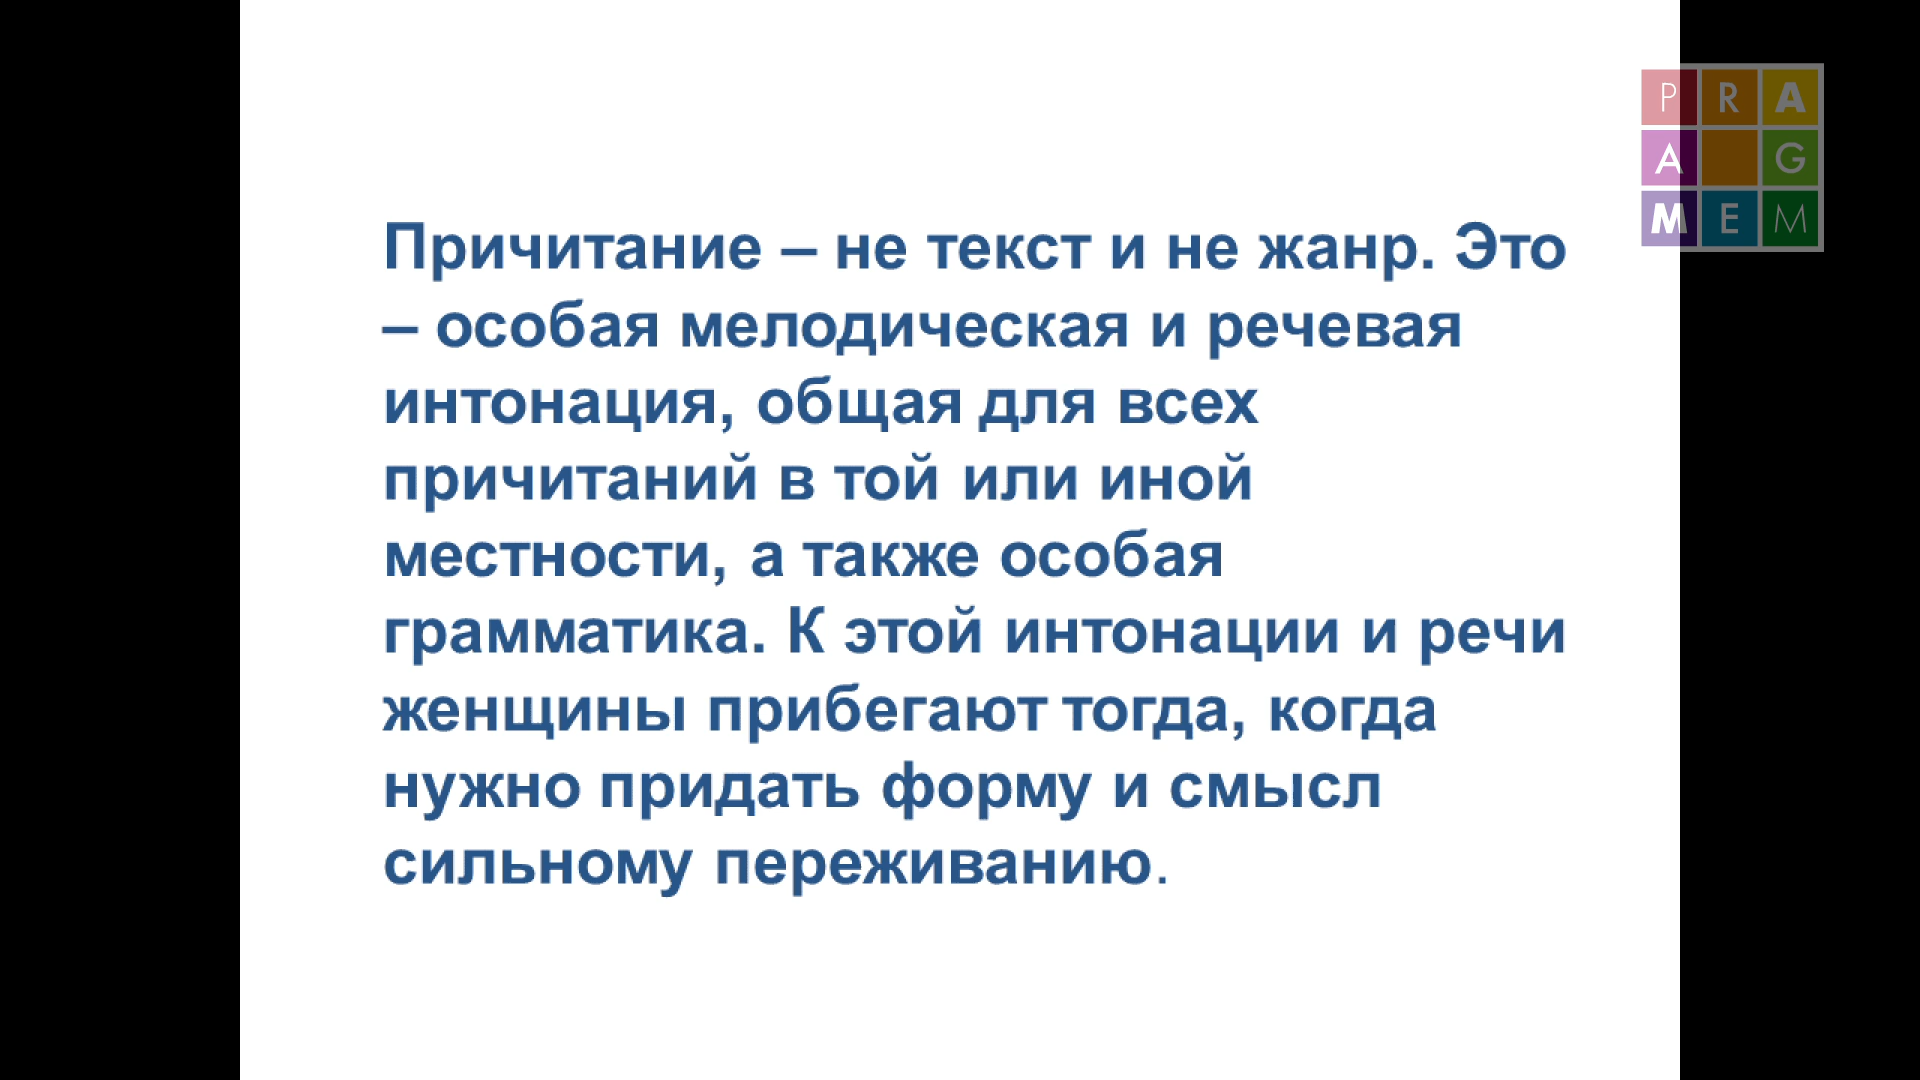 Причитание – не текст и не жанр. Это
– особая мелодическая и речевая
интонация, общая для всех
причитаний в той или иной
местности, а также особая
грамматика. К этой интонации и речи
женщины прибегают тогда, когда
нужно придать форму и смысл
сильному переживанию.
P R A
A G
M E M